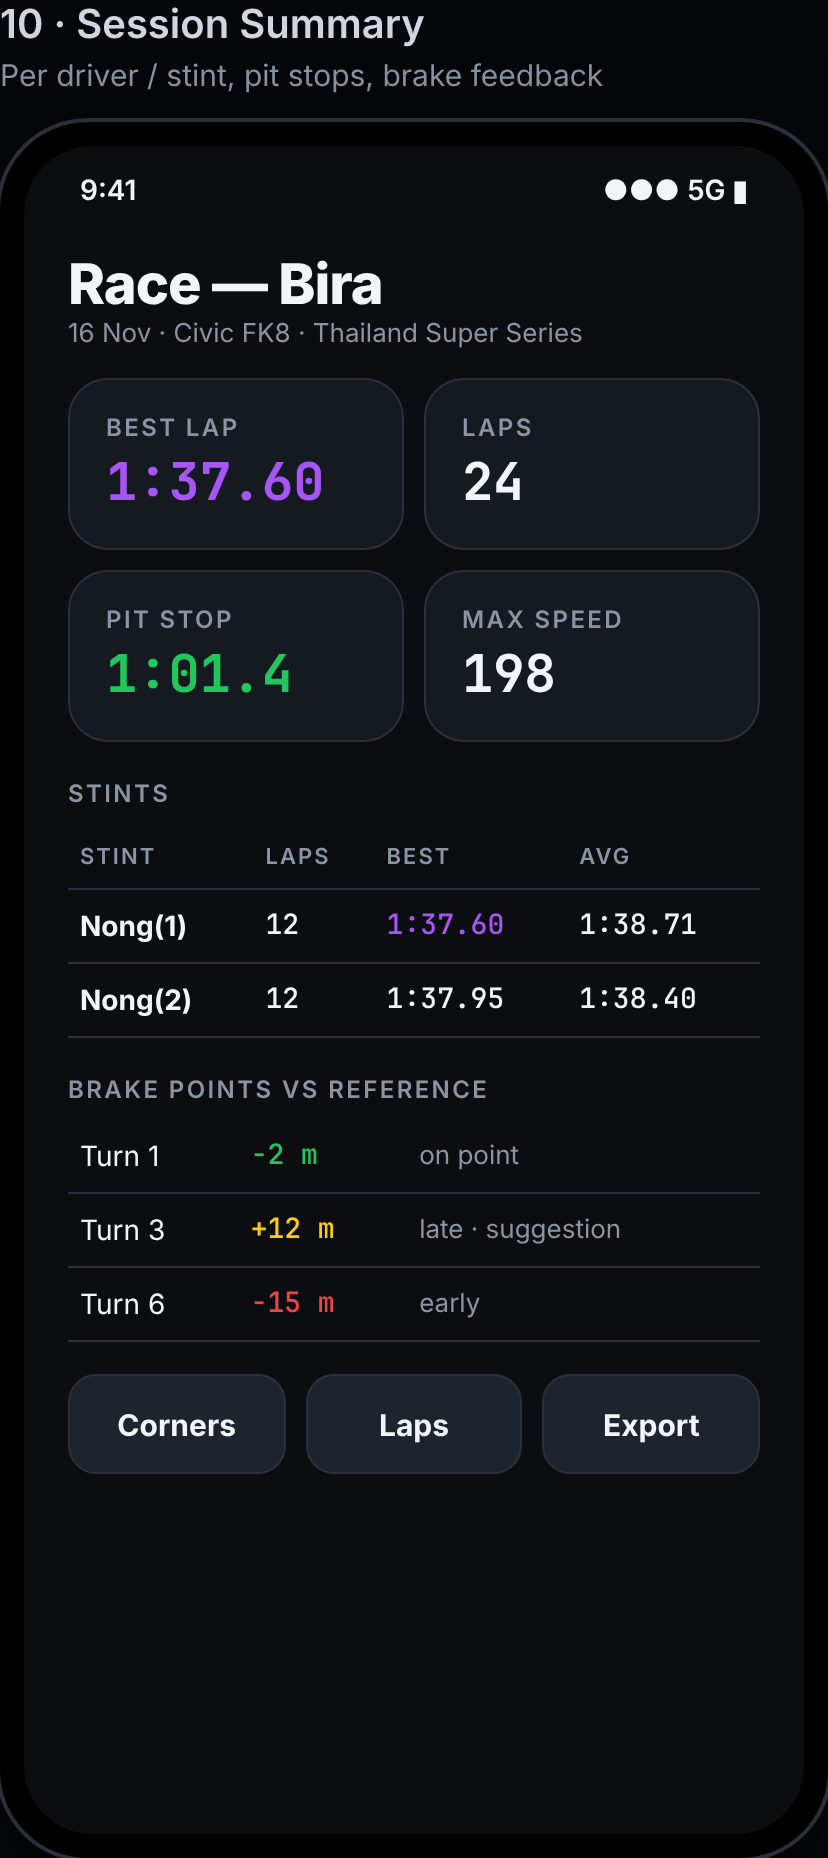 10 · Session Summary
Per driver / stint, pit stops, brake feedback
9:41 5G
Race — Bira
16 Nov · Civic FK8 · Thailand Super Series
BEST LAP LAPS
1:37.60 24
PIT STOP MAX SPEED
1:01.4 198
STINTS
STINT LAPS BEST AVG
Nong(1) 12 1:37.60 1:38.71
Nong(2) 12 1:37.95 1:38.40
BRAKE POINTS VS REFERENCE
Turn 1 -2 m on point
Turn 3 +12 m late · suggestion
Turn 6 -15 m early
Corners Laps Export